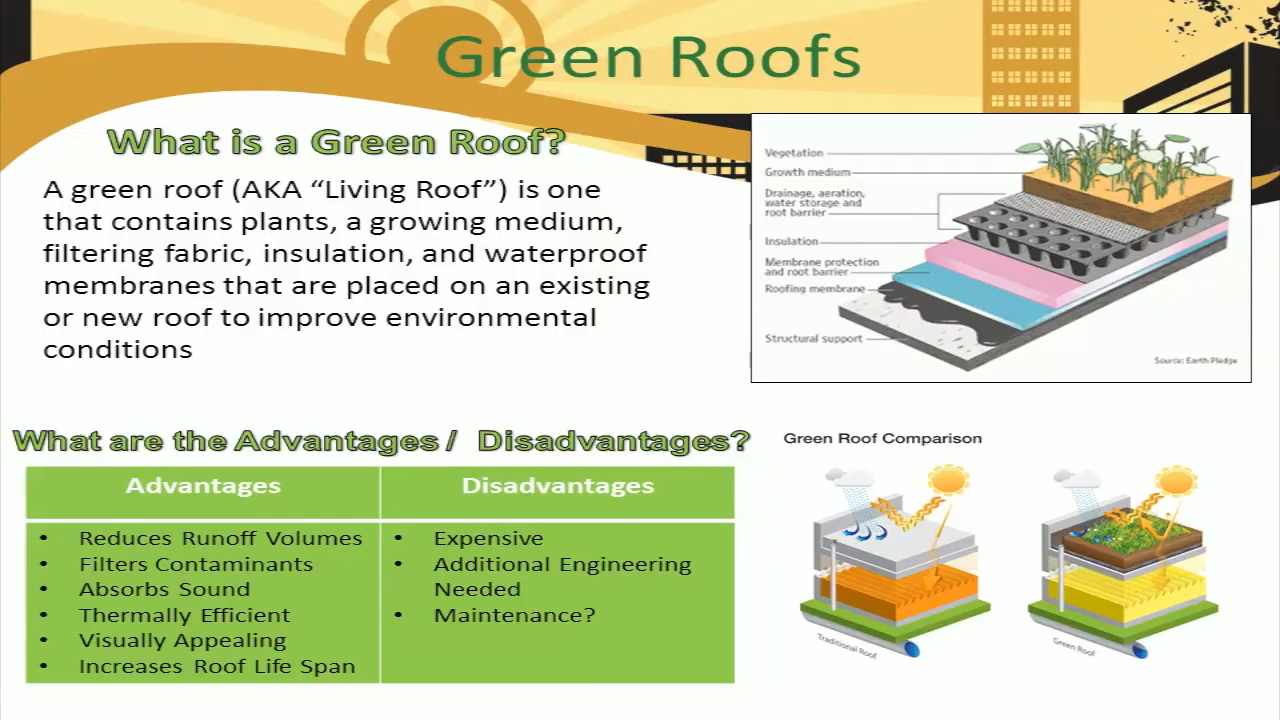 Green Roofs
What is a Green Roof?
A green roof (AKA “Living Roof”) is one
that contains plants, a growing medium,
filtering fabric, insulation, and waterproof
membranes that are placed on an existing
or new roof to improve environmental
conditions
Vegetation
Growth medium
Drainage, aeration,
water storage and
root barrier
Insulation
Membrane protection
and root barrier
Roofing membrane
Structural support
Source: Earth Pledge
What are the Advantages / Disadvantages?
Advantages
• Reduces Runoff Volumes
• Filters Contaminants
• Absorbs Sound
• Thermally Efficient
• Visually Appealing
• Increases Roof Life Span
Disadvantages
• Expensive
• Additional Engineering
Needed
• Maintenance?
Green Roof Comparison
Traditional Roof
Green Roof